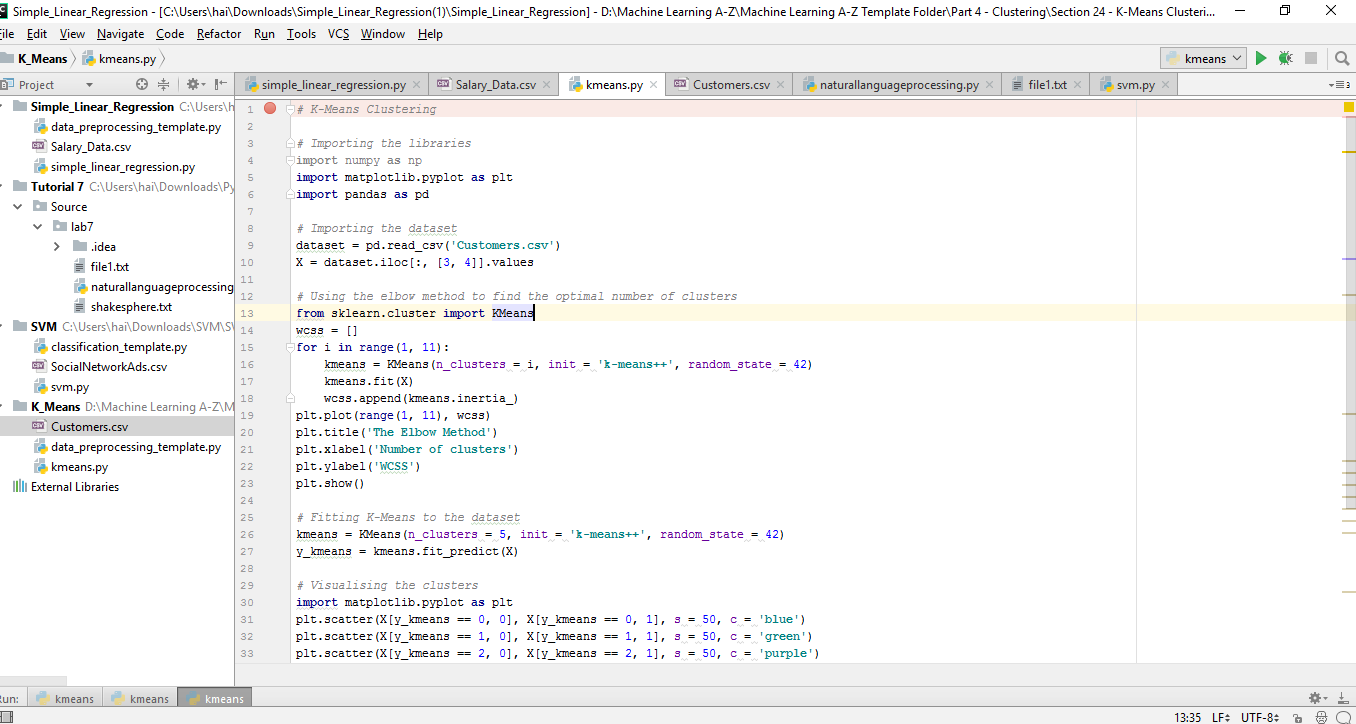 Simple_Linear_Regression - [C:\Users\hai\Downloads\Simple_Linear_Regression(1)\Simple_Linear_Regression] - D:\Machine Learning A-Z\Machine Learning A-Z Template Folder\Part 4 - Clustering\Section 24 - K-Means Clusteri...
ile Edit View Navigate Code Refactor Run Tools VCS Window Help
K_Means kmeans.py kmeans
Project simple_linear_regression.py Salary_Data.csv kmeans.py Customers.csv naturallanguageprocessing.py file1.txt svm.py
Simple_Linear_Regression C:\Users\h
data_preprocessing_template.py
Salary_Data.csv
simple_linear_regression.py
Tutorial 7 C:\Users\hai\Downloads\Py
Source
lab7
.idea
file1.txt
naturallanguageprocessing
shakesphere.txt
SVM C:\Users\hai\Downloads\SVM\SV
classification_template.py
SocialNetworkAds.csv
svm.py
K_Means D:\Machine Learning A-Z\M
Customers.csv
data_preprocessing_template.py
kmeans.py
External Libraries
1 # K-Means Clustering
2
3 # Importing the libraries
4 import numpy as np
5 import matplotlib.pyplot as plt
6 import pandas as pd
7
8 # Importing the dataset
9 dataset = pd.read_csv('Customers.csv')
10 X = dataset.iloc[:, [3, 4]].values
11
12 # Using the elbow method to find the optimal number of clusters
13 from sklearn.cluster import KMeans
14 wcss = []
15 for i in range(1, 11):
16 kmeans = KMeans(n_clusters = i, init = 'k-means++', random_state = 42)
17 kmeans.fit(X)
18 wcss.append(kmeans.inertia_)
19 plt.plot(range(1, 11), wcss)
20 plt.title('The Elbow Method')
21 plt.xlabel('Number of clusters')
22 plt.ylabel('WCSS')
23 plt.show()
24
25 # Fitting K-Means to the dataset
26 kmeans = KMeans(n_clusters = 5, init = 'k-means++', random_state = 42)
27 y_kmeans = kmeans.fit_predict(X)
28
29 # Visualising the clusters
30 import matplotlib.pyplot as plt
31 plt.scatter(X[y_kmeans == 0, 0], X[y_kmeans == 0, 1], s = 50, c = 'blue')
32 plt.scatter(X[y_kmeans == 1, 0], X[y_kmeans == 1, 1], s = 50, c = 'green')
33 plt.scatter(X[y_kmeans == 2, 0], X[y_kmeans == 2, 1], s = 50, c = 'purple')
un: kmeans kmeans kmeans
13:35 LF UTF-8